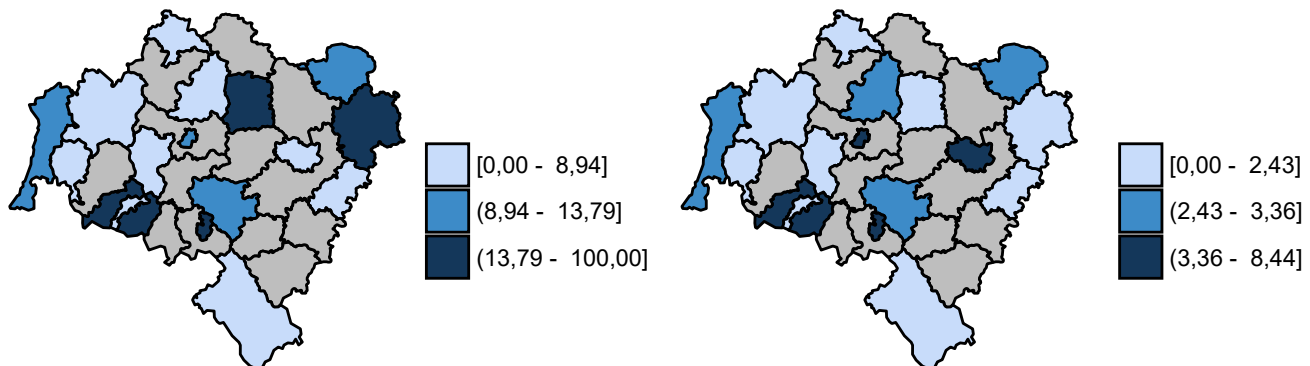 [0,00 - 8,94]
(8,94 - 13,79]
(13,79 - 100,00]
[0,00 - 2,43]
(2,43 - 3,36]
(3,36 - 8,44]